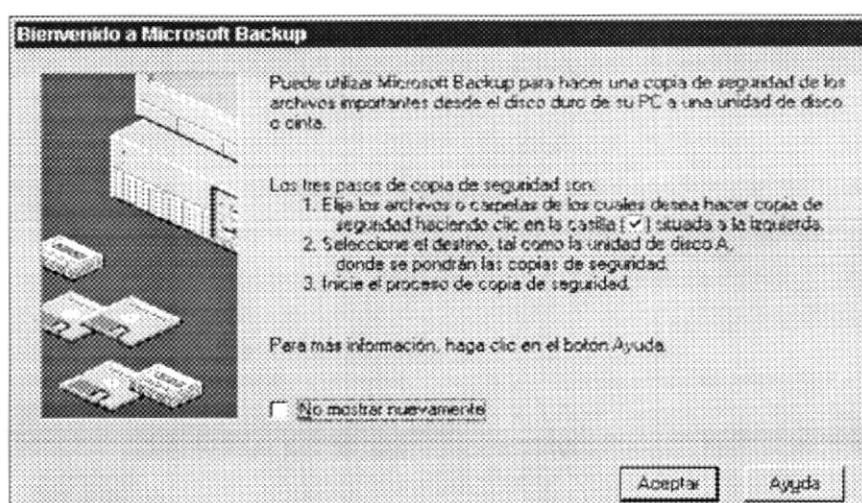 Bienvenido a Microsoft Backup
Puede utilizar Microsoft Backup para hacer una copia de seguridad de los
archivos importantes desde el disco duro de su PC a una unidad de disco
o cinta.
Los tres pasos de copia de seguridad son:
1. Elija los archivos o carpetas de los cuales desea hacer copia de
seguridad haciendo clic en la casilla [✓] situada a la izquierda.
2. Seleccione el destino, tal como la unidad de disco A,
donde se pondrán las copias de seguridad.
3. Inicie el proceso de copia de seguridad.
Para más información, haga clic en el botón Ayuda.
No mostrar nuevamente
Aceptar
Ayuda